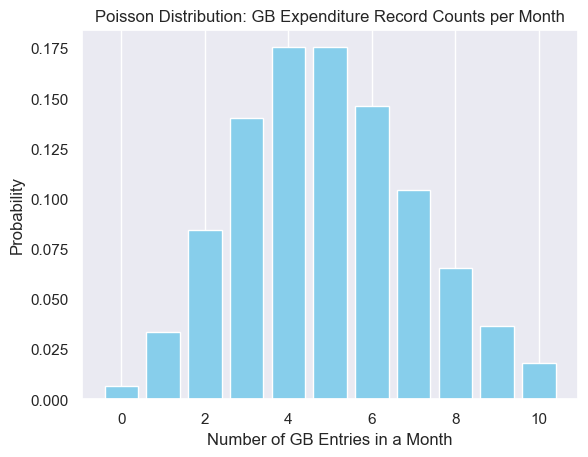 Poisson Distribution: GB Expenditure Record Counts per Month
0.175
0.150
0.125
0.100
0.075
0.050
0.025
0.000
Probability
0 2 4 6 8 10
Number of GB Entries in a Month